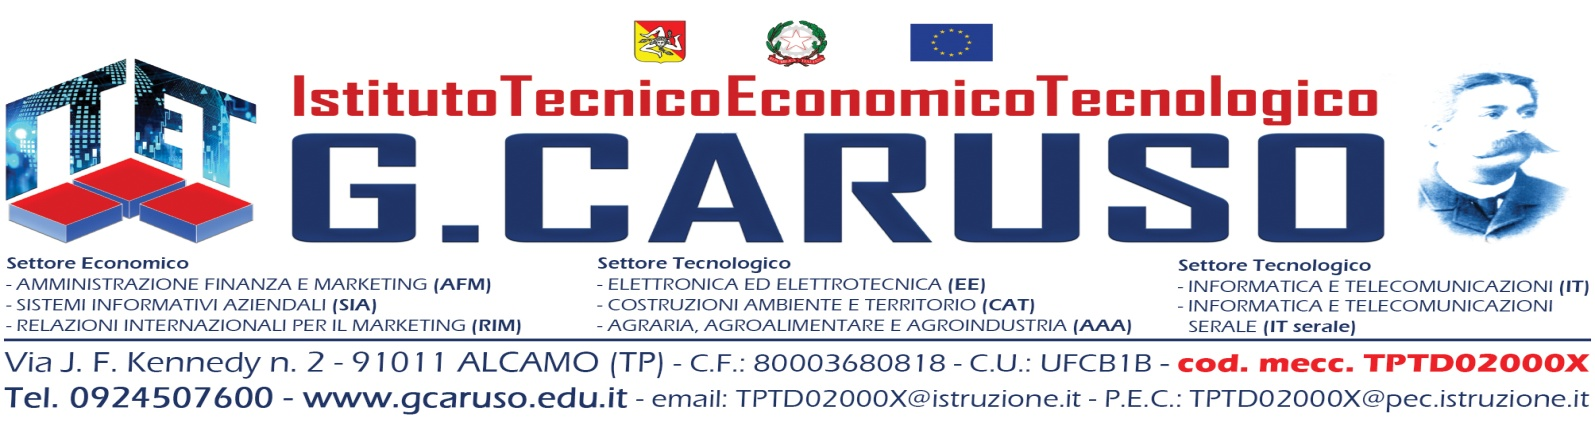 IstitutoTecnicoEconomicoTecnologico
G.CARUSO
Settore Economico
- AMMINISTRAZIONE FINANZA E MARKETING (AFM)
- SISTEMI INFORMATIVI AZIENDALI (SIA)
- RELAZIONI INTERNAZIONALI PER IL MARKETING (RIM)
Settore Tecnologico
- ELETTRONICA ED ELETTROTECNICA (EE)
- COSTRUZIONI AMBIENTE E TERRITORIO (CAT)
- AGRARIA, AGROALIMENTARE E AGROINDUSTRIA (AAA)
Settore Tecnologico
- INFORMATICA E TELECOMUNICAZIONI (IT)
- INFORMATICA E TELECOMUNICAZIONI
SERALE (IT serale)
Via J. F. Kennedy n. 2 - 91011 ALCAMO (TP) - C.F.: 80003680818 - C.U.: UFCB1B - cod. mecc. TPTD02000X
Tel. 0924507600 - www.gcaruso.edu.it - email: TPTD02000X@istruzione.it - P.E.C.: TPTD02000X@pec.istruzione.it